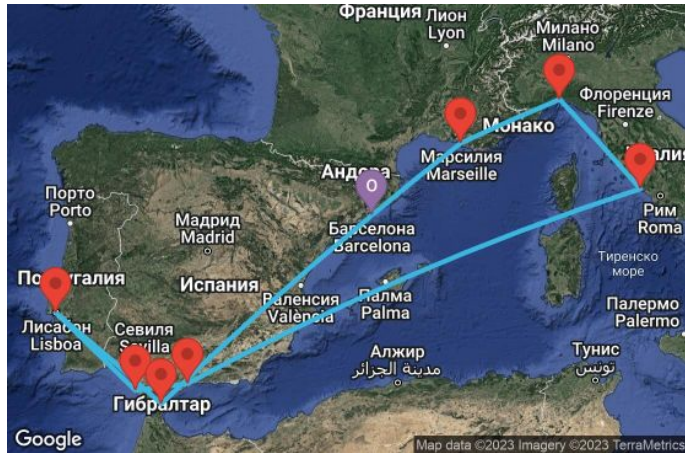 Франция
Лион
Lyon
Милано
Milano
Флоренция
Firenze
Монако
Марсилия
Marseille
Андора
Рим
Roma
Порто
Porto
Мадрид
Madrid
Барселона
Barcelona
Тиренско
море
Испания
Валенсия
València
Палма
Palma
Лисабон
Lisboa
Севиля
Палермо
Palermo
Гибралтар
Алжир
مدينة الجزائر
Тунис
تونس
Google
Map data ©2023 Imagery ©2023 TerraMetrics